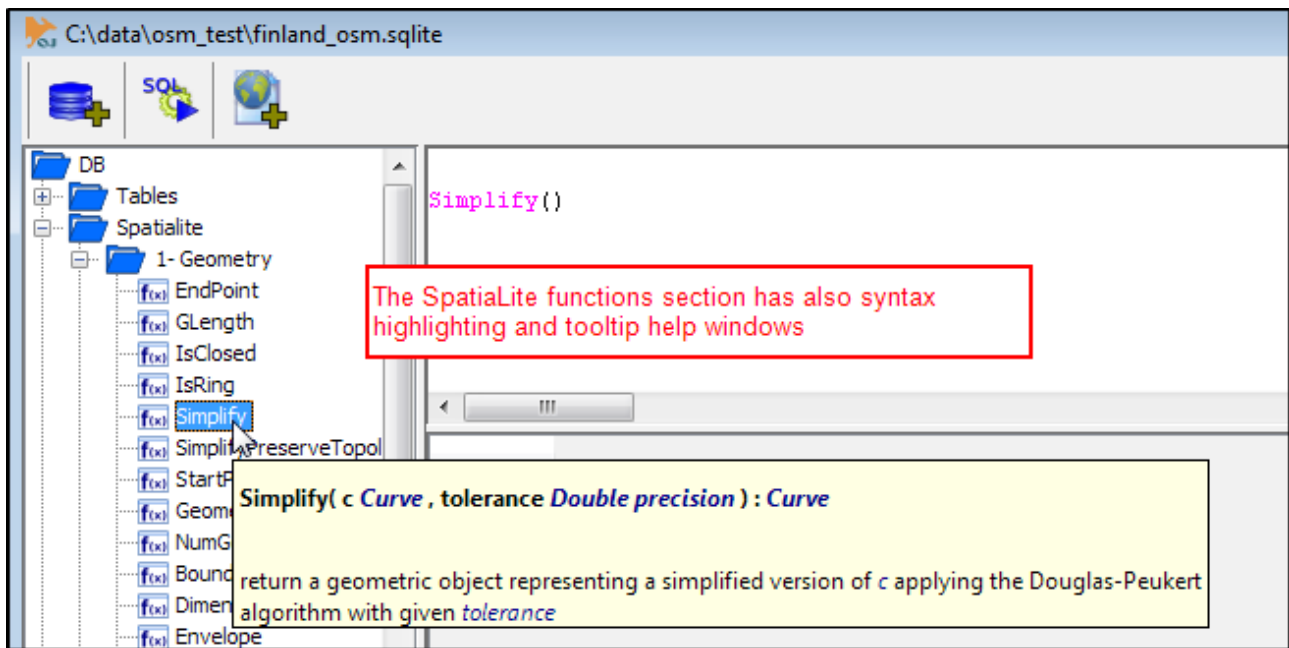 C:\data\osm_test\finland_osm.sqlite
SQL
DB
Tables
Spatialite
1- Geometry
f(x) EndPoint
f(x) GLength
f(x) IsClosed
f(x) IsRing
f(x) Simplify
f(x) SimplifyPreserveTopol
f(x) StartP
f(x) Geome
f(x) NumG
f(x) Bound
f(x) Dimen
f(x) Envelope
Simplify()
The SpatiaLite functions section has also syntax
highlighting and tooltip help windows
Simplify( c Curve , tolerance Double precision ) : Curve
return a geometric object representing a simplified version of c applying the Douglas-Peukert
algorithm with given tolerance